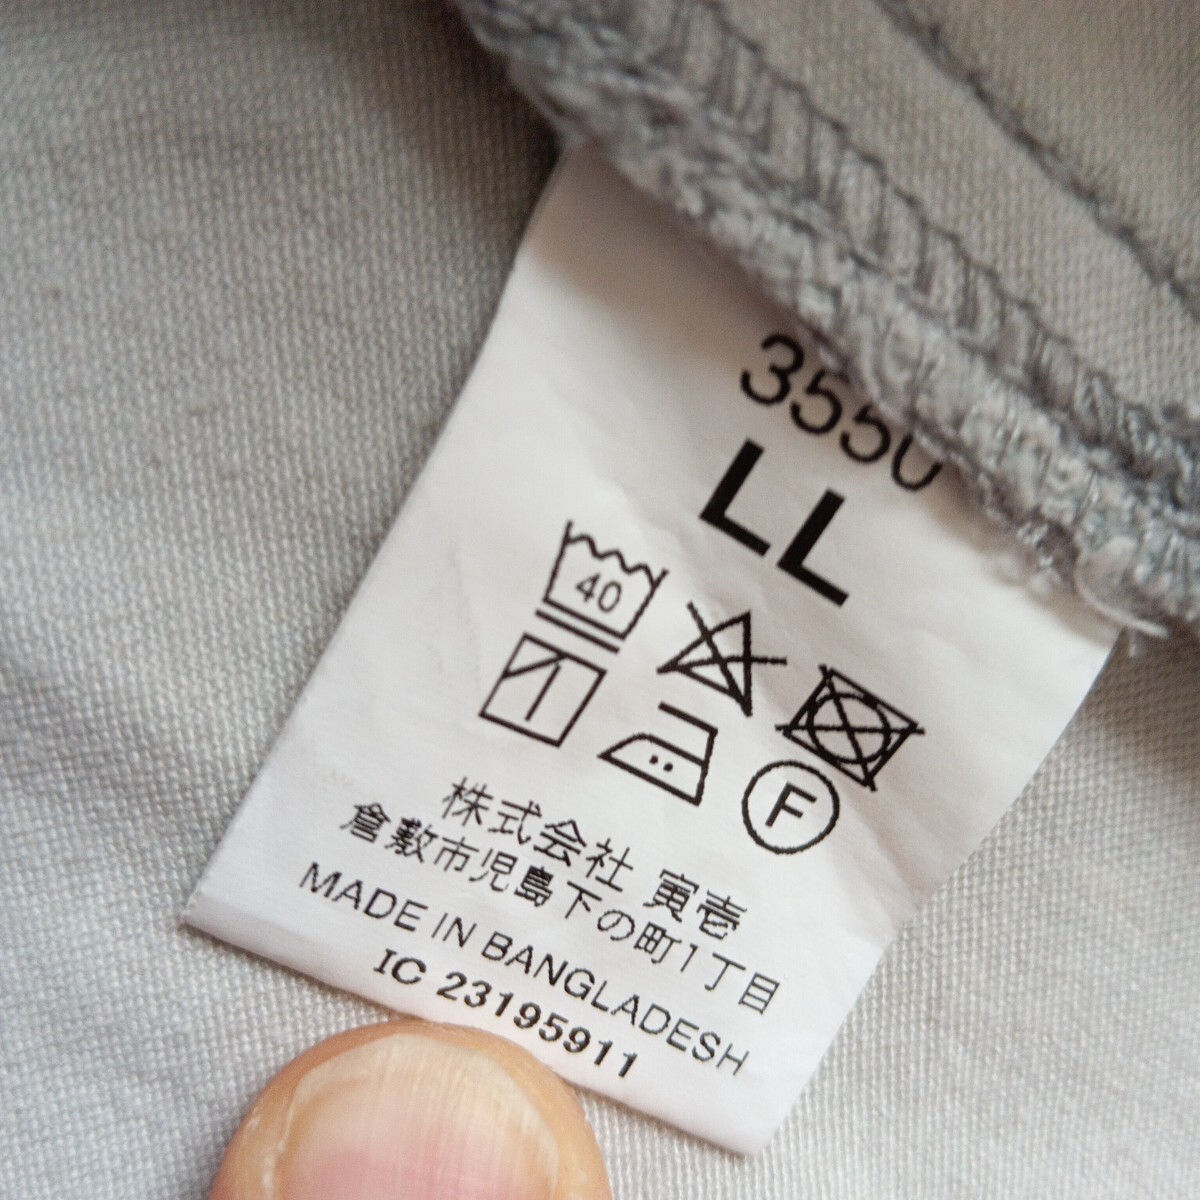 3550
LL
40
F
株式会社 寅壱
倉敷市児島下の町1丁目
MADE IN BANGLADESH
IC 23195911